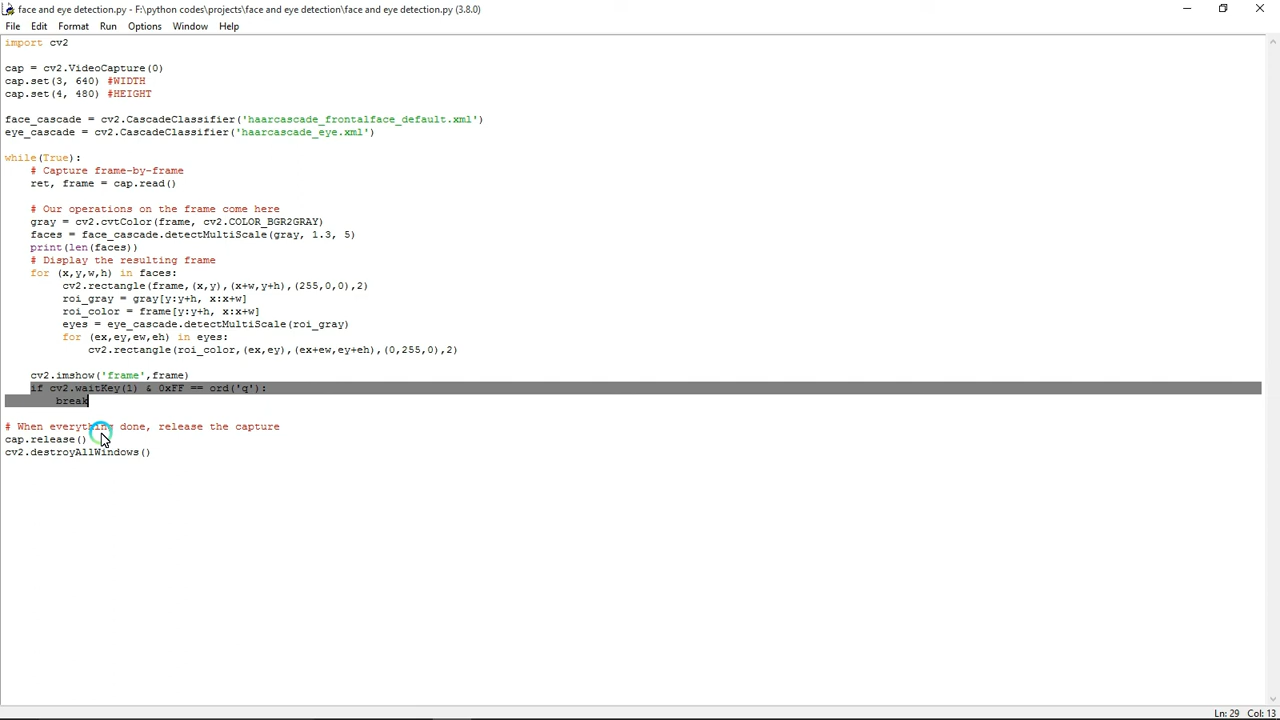 face and eye detection.py - F:\python codes\projects\face and eye detection\face and eye detection.py (3.8.0)
File Edit Format Run Options Window Help
import cv2
cap = cv2.VideoCapture(0)
cap.set(3, 640) #WIDTH
cap.set(4, 480) #HEIGHT
face_cascade = cv2.CascadeClassifier('haarcascade_frontalface_default.xml')
eye_cascade = cv2.CascadeClassifier('haarcascade_eye.xml')
while(True):
# Capture frame-by-frame
ret, frame = cap.read()
# Our operations on the frame come here
gray = cv2.cvtColor(frame, cv2.COLOR_BGR2GRAY)
faces = face_cascade.detectMultiScale(gray, 1.3, 5)
print(len(faces))
# Display the resulting frame
for (x,y,w,h) in faces:
cv2.rectangle(frame,(x,y),(x+w,y+h),(255,0,0),2)
roi_gray = gray[y:y+h, x:x+w]
roi_color = frame[y:y+h, x:x+w]
eyes = eye_cascade.detectMultiScale(roi_gray)
for (ex,ey,ew,eh) in eyes:
cv2.rectangle(roi_color,(ex,ey),(ex+ew,ey+eh),(0,255,0),2)
cv2.imshow('frame',frame)
if cv2.waitKey(1) & 0xFF == ord('q'):
break
# When everything done, release the capture
cap.release()
cv2.destroyAllWindows()
Ln: 29 Col: 13